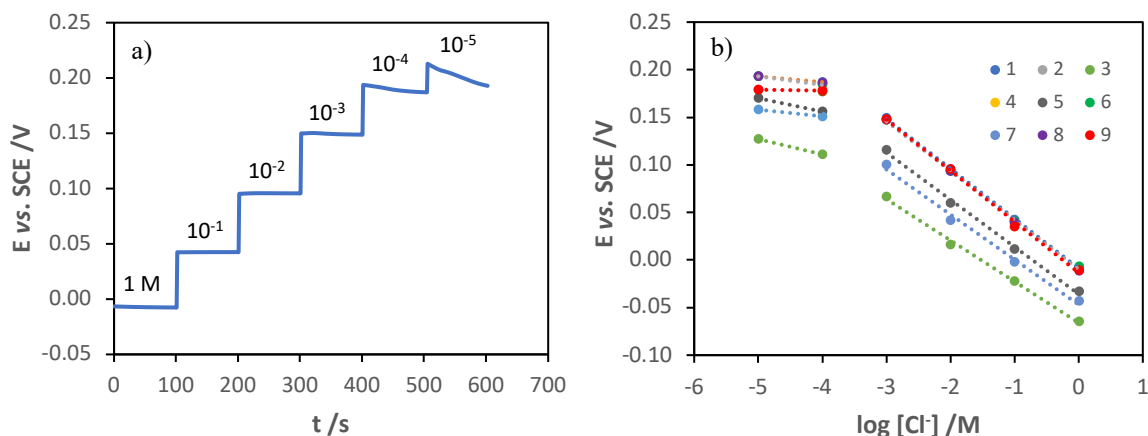 a)
E vs. SCE /V
0.25
0.20
0.15
0.10
0.05
0.00
-0.05
1 M
10⁻¹
10⁻²
10⁻³
10⁻⁴
10⁻⁵
0 100 200 300 400 500 600 700
t /s
b)
E vs. SCE /V
0.25
0.20
0.15
0.10
0.05
0.00
-0.05
-0.10
1 2 3
4 5 6
7 8 9
-6 -5 -4 -3 -2 -1 0 1
log [Cl⁻] /M